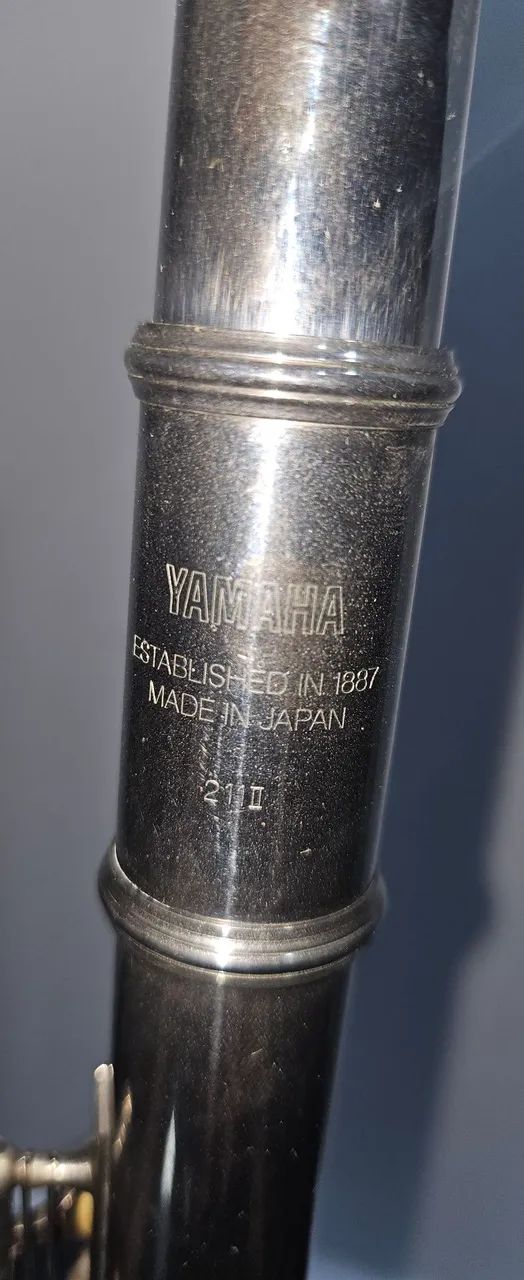 YAMAHA
ESTABLISHED IN 1887
MADE IN JAPAN
211II